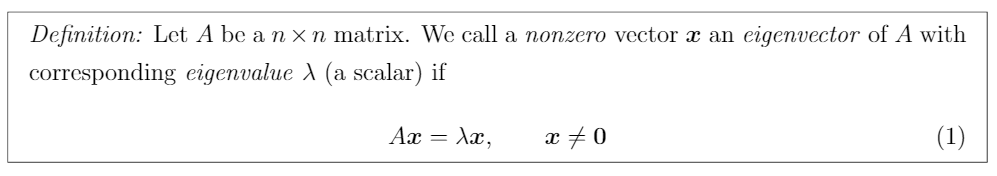 Definition: Let A be a n × n matrix. We call a nonzero vector x an eigenvector of A with
corresponding eigenvalue λ (a scalar) if
Ax = λx, x ≠ 0 (1)